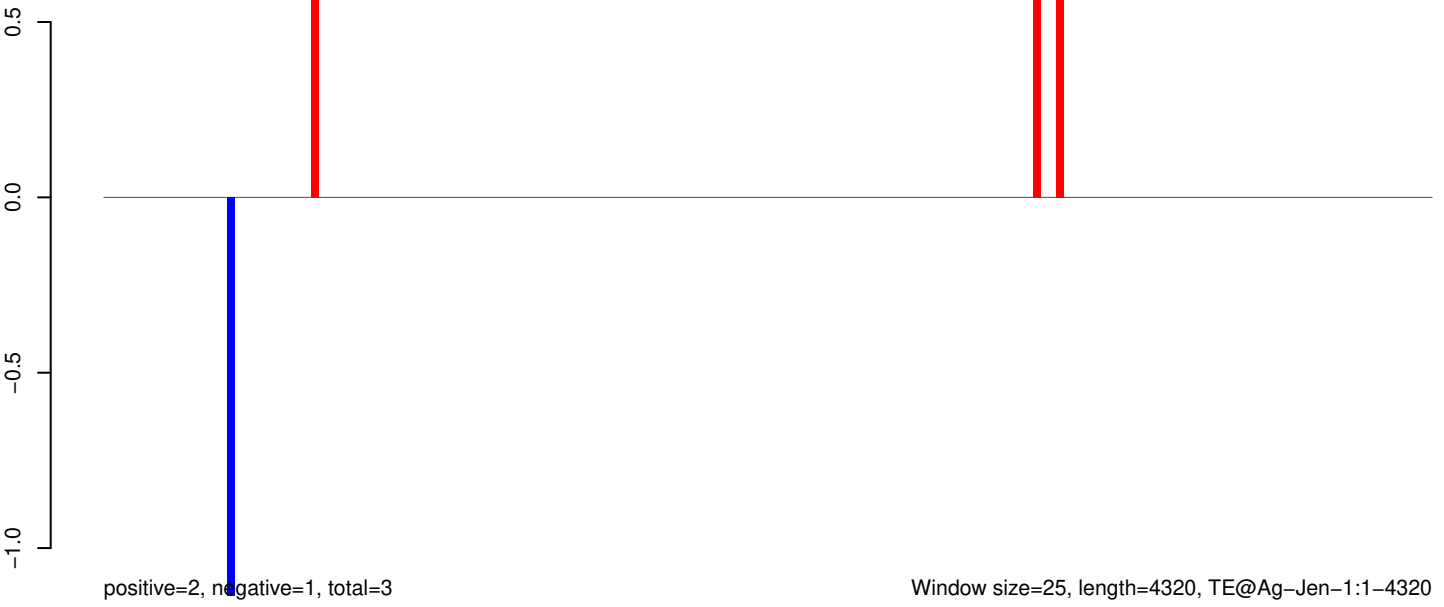 0.5
0.0
−0.5
−1.0
positive=2, negative=1, total=3
Window size=25, length=4320, TE@Ag−Jen−1:1−4320